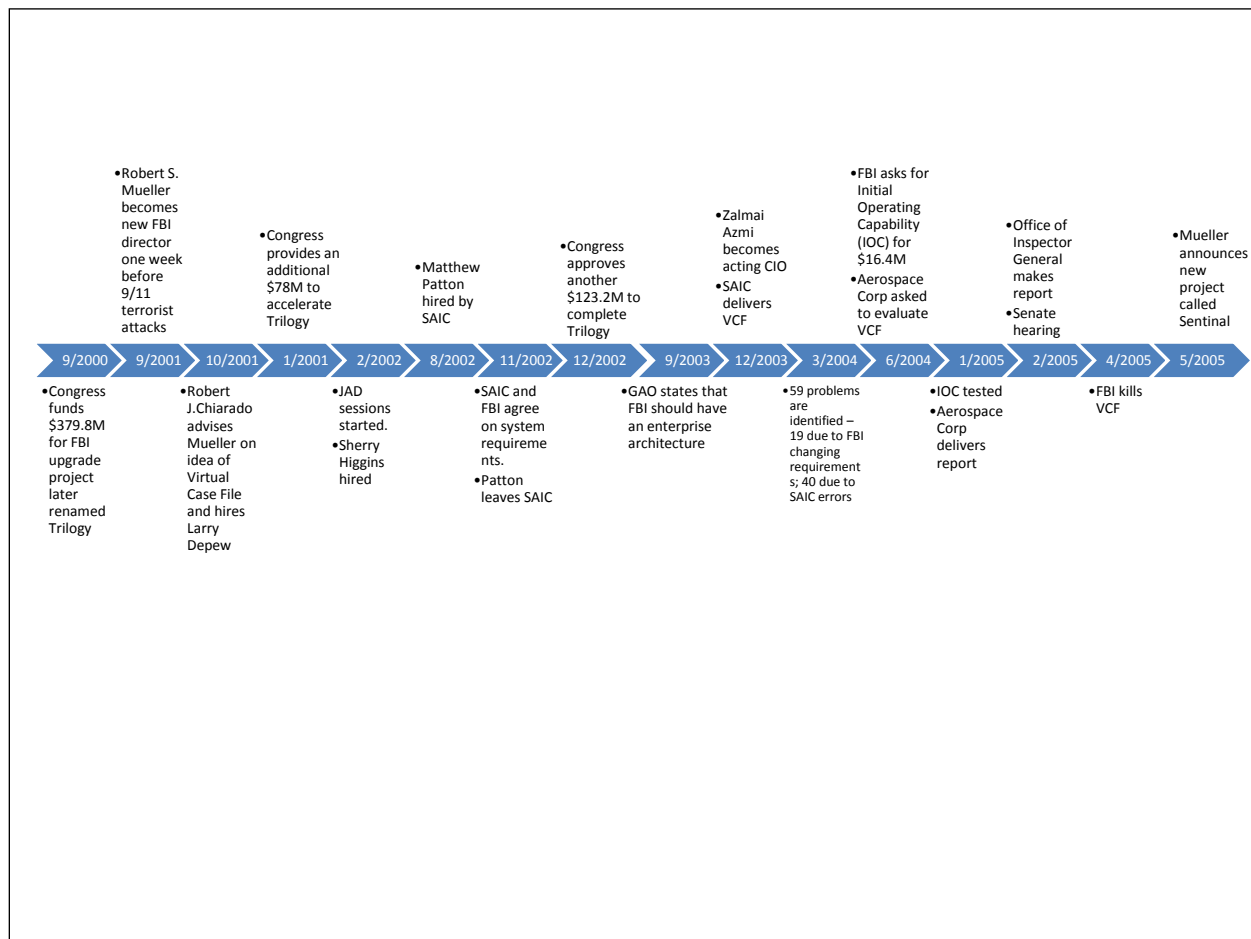 •Robert S.
Mueller
becomes
new FBI
director
one week
before
9/11
terrorist
attacks
•Congress
provides an
additional
$78M to
accelerate
Trilogy
•Matthew
Patton
hired by
SAIC
•Congress
approves
another
$123.2M to
complete
Trilogy
•Zalmai
Azmi
becomes
acting CIO
•SAIC
delivers
VCF
•FBI asks for
Initial
Operating
Capability
(IOC) for
$16.4M
•Aerospace
Corp asked
to evaluate
VCF
•Office of
Inspector
General
makes
report
•Senate
hearing
•Mueller
announces
new
project
called
Sentinal
9/2000 9/2001 10/2001 1/2001 2/2002 8/2002 11/2002 12/2002 9/2003 12/2003 3/2004 6/2004 1/2005 2/2005 4/2005 5/2005
•Congress
funds
$379.8M
for FBI
upgrade
project
later
renamed
Trilogy
•Robert
J.Chiarado
advises
Mueller on
idea of
Virtual
Case File
and hires
Larry
Depew
•JAD
sessions
started.
•Sherry
Higgins
hired
•SAIC and
FBI agree
on system
requireme
nts.
•Patton
leaves SAIC
•GAO states that
FBI should have
an enterprise
architecture
•59 problems
are
identified –
19 due to FBI
changing
requirement
s; 40 due to
SAIC errors
•IOC tested
•Aerospace
Corp
delivers
report
•FBI kills
VCF